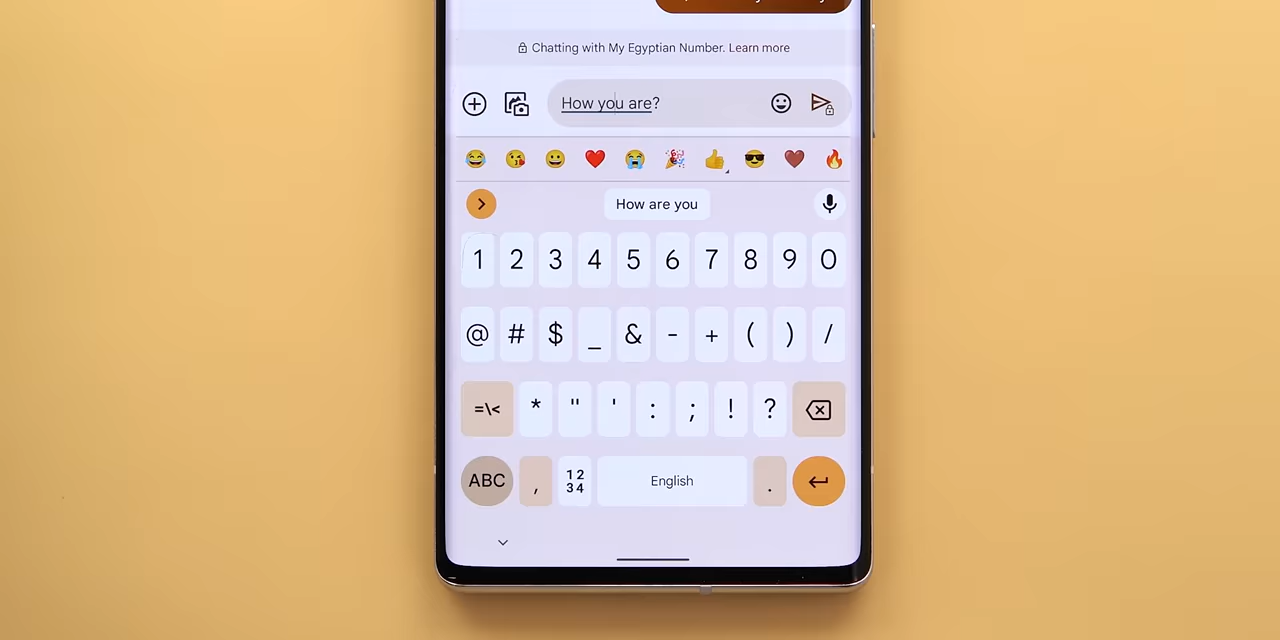 Chatting with My Egyptian Number. Learn more
How you are?
How are you
1 2 3 4 5 6 7 8 9 0
@ # $ _ & - + ( ) /
=\< * " ' : ; ! ?
ABC , 12 34 English .